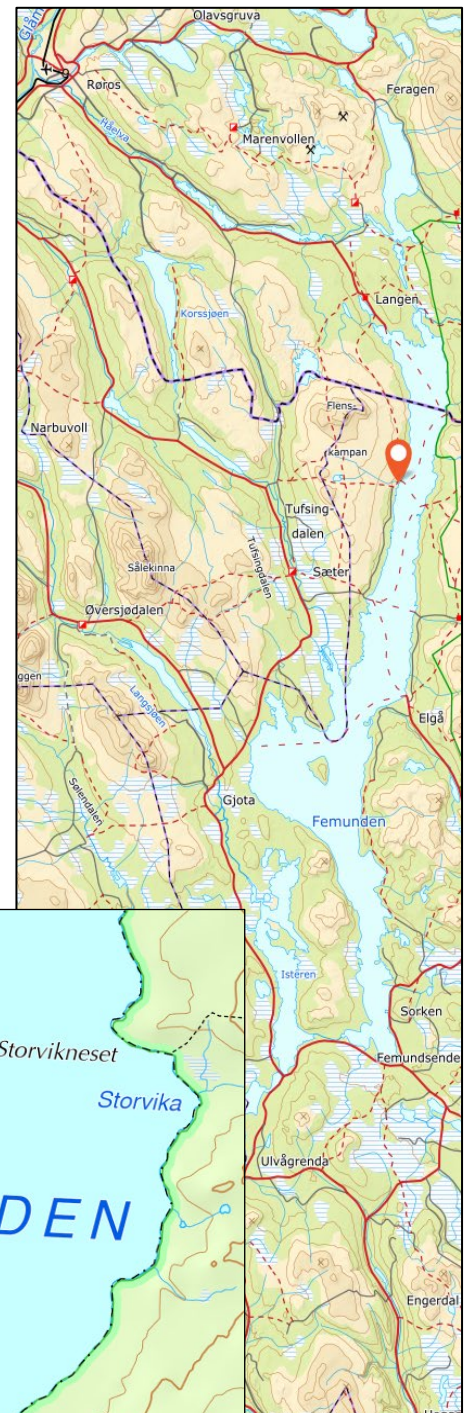 Olavsgruva
Røros
Feragen
Håelva
Marenvollen
Langen
Korssjøen
Flens-
kampan
Narbuvoll
Tufsing-
dalen
Tufsingdalen
Sålekinna
Sæter
Øversjødalen
Langsjøen
Elgå
Sølendalen
Gjota
Femunden
Isteren
Sorken
Storvikneset
Femundsende
Storvika
Ulvågrenda
DEN
Engerdal